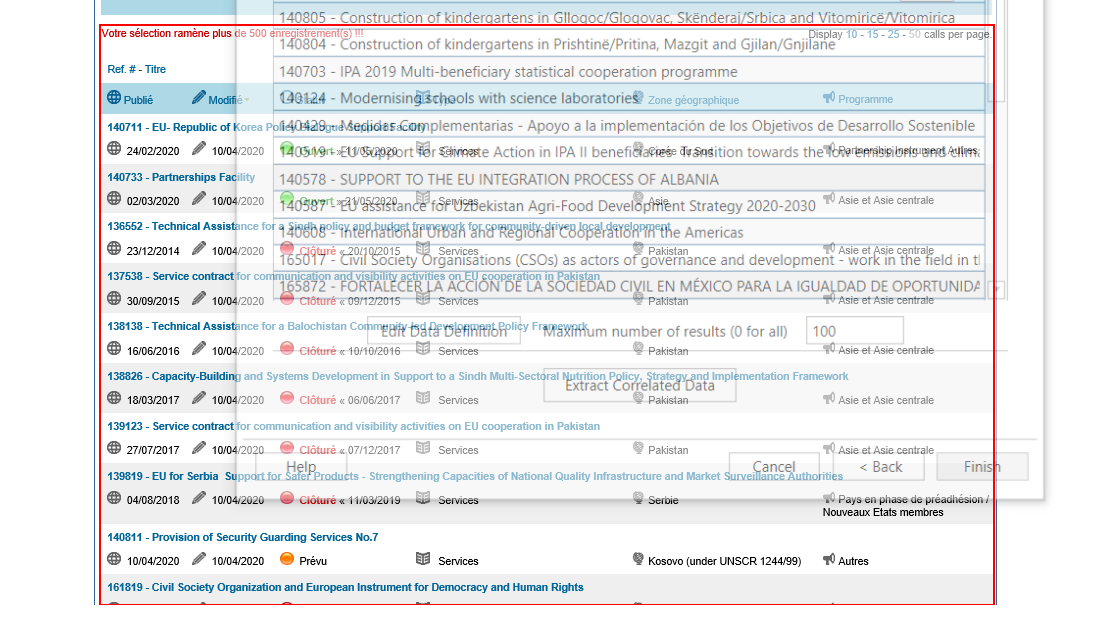 140805 - Construction of kindergartens in Gllogoc/Glogovac, Skënderaj/Srbica and Vitomiricë/Vitomirica
Votre sélection ramène plus de 500 enregistrement(s) !!!
Display 10 - 15 - 25 - 50 calls per page.
140804 - Construction of kindergartens in Prishtinë/Pritina, Mazgit and Gjilan/Gnjilane
Ref. # - Titre
140703 - IPA 2019 Multi-beneficiary statistical cooperation programme
Publié Modifié Type Zone géographique Programme
140124 - Modernising schools with science laboratories
140711 - EU- Republic of Korea Policy Dialogue Support Facility
140429 - Medidas Complementarias - Apoyo a la implementación de los Objetivos de Desarrollo Sostenible
24/02/2020 10/04/2020 Ouvert » 11/05/2020 Services Corée du Sud Partnership Instrument Autres
140519 - EU Support for Climate Action in IPA II beneficiaries - Transition towards the low emissions and clim
140733 - Partnerships Facility
140578 - SUPPORT TO THE EU INTEGRATION PROCESS OF ALBANIA
02/03/2020 10/04/2020 Ouvert » 21/05/2020 Services Asie Asie et Asie centrale
140587 - EU assistance for Uzbekistan Agri-Food Development Strategy 2020-2030
136552 - Technical Assistance for a Sindh policy and budget framework for community-driven local development
140608 - International Urban and Regional Cooperation in the Americas
23/12/2014 10/04/2020 Clôturé « 20/10/2015 Services Pakistan Asie et Asie centrale
165017 - Civil Society Organisations (CSOs) as actors of governance and development - work in the field in t
137538 - Service contract for communication and visibility activities on EU cooperation in Pakistan
165872 - FORTALECER LA ACCIÓN DE LA SOCIEDAD CIVIL EN MÉXICO PARA LA IGUALDAD DE OPORTUNIDA
30/09/2015 10/04/2020 Clôturé « 09/12/2015 Services Pakistan Asie et Asie centrale
138138 - Technical Assistance for a Balochistan Community-led Development Policy Framework
Edit Data Definition Maximum number of results (0 for all) 100
16/06/2016 10/04/2020 Clôturé « 10/10/2016 Services Pakistan Asie et Asie centrale
138826 - Capacity-Building and Systems Development in Support to a Sindh Multi-Sectoral Nutrition Policy, Strategy and Implementation Framework
Extract Correlated Data
18/03/2017 10/04/2020 Clôturé « 06/06/2017 Services Pakistan Asie et Asie centrale
139123 - Service contract for communication and visibility activities on EU cooperation in Pakistan
27/07/2017 10/04/2020 Clôturé « 07/12/2017 Services Pakistan Asie et Asie centrale
Help Cancel < Back Finish
139819 - EU for Serbia Support for Safer Products - Strengthening Capacities of National Quality Infrastructure and Market Surveillance Authorities
04/08/2018 10/04/2020 Clôturé « 11/03/2019 Services Serbie Pays en phase de préadhésion /
Nouveaux Etats membres
140811 - Provision of Security Guarding Services No.7
10/04/2020 10/04/2020 Prévu Services Kosovo (under UNSCR 1244/99) Autres
161819 - Civil Society Organization and European Instrument for Democracy and Human Rights